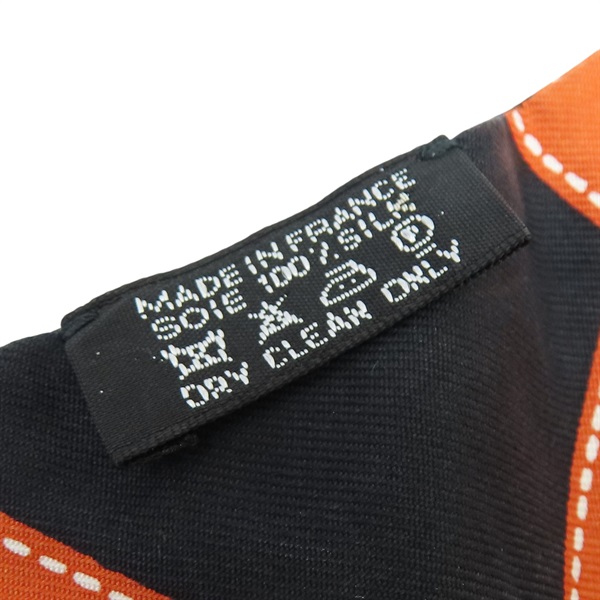 MADE IN FRANCE
SOIE 100% SILK
P
DRY CLEAN ONLY